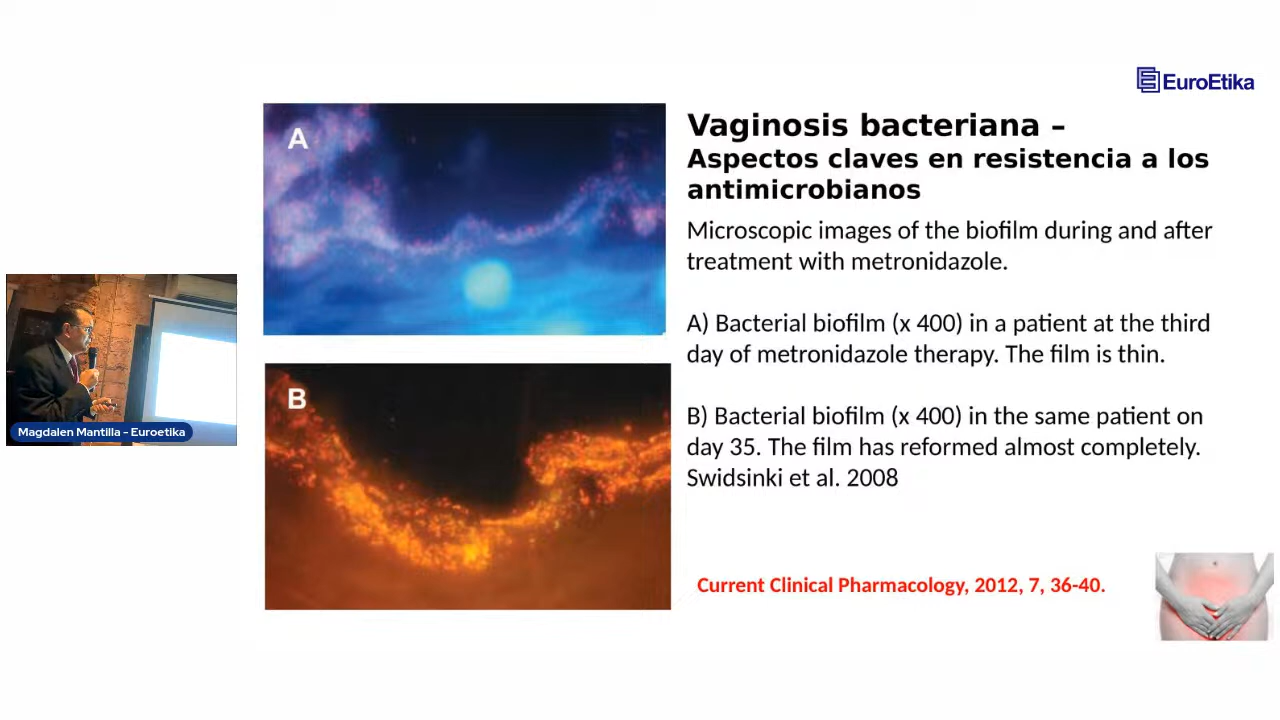 EuroEtika
A
Vaginosis bacteriana –
Aspectos claves en resistencia a los
antimicrobianos
Microscopic images of the biofilm during and after
treatment with metronidazole.
A) Bacterial biofilm (x 400) in a patient at the third
day of metronidazole therapy. The film is thin.
B
B) Bacterial biofilm (x 400) in the same patient on
day 35. The film has reformed almost completely.
Swidsinki et al. 2008
Magdalen Mantilla - Euroetika
Current Clinical Pharmacology, 2012, 7, 36-40.